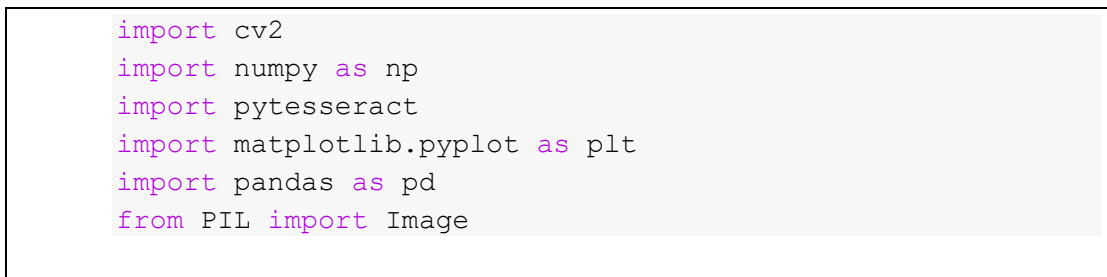 import cv2
import numpy as np
import pytesseract
import matplotlib.pyplot as plt
import pandas as pd
from PIL import Image